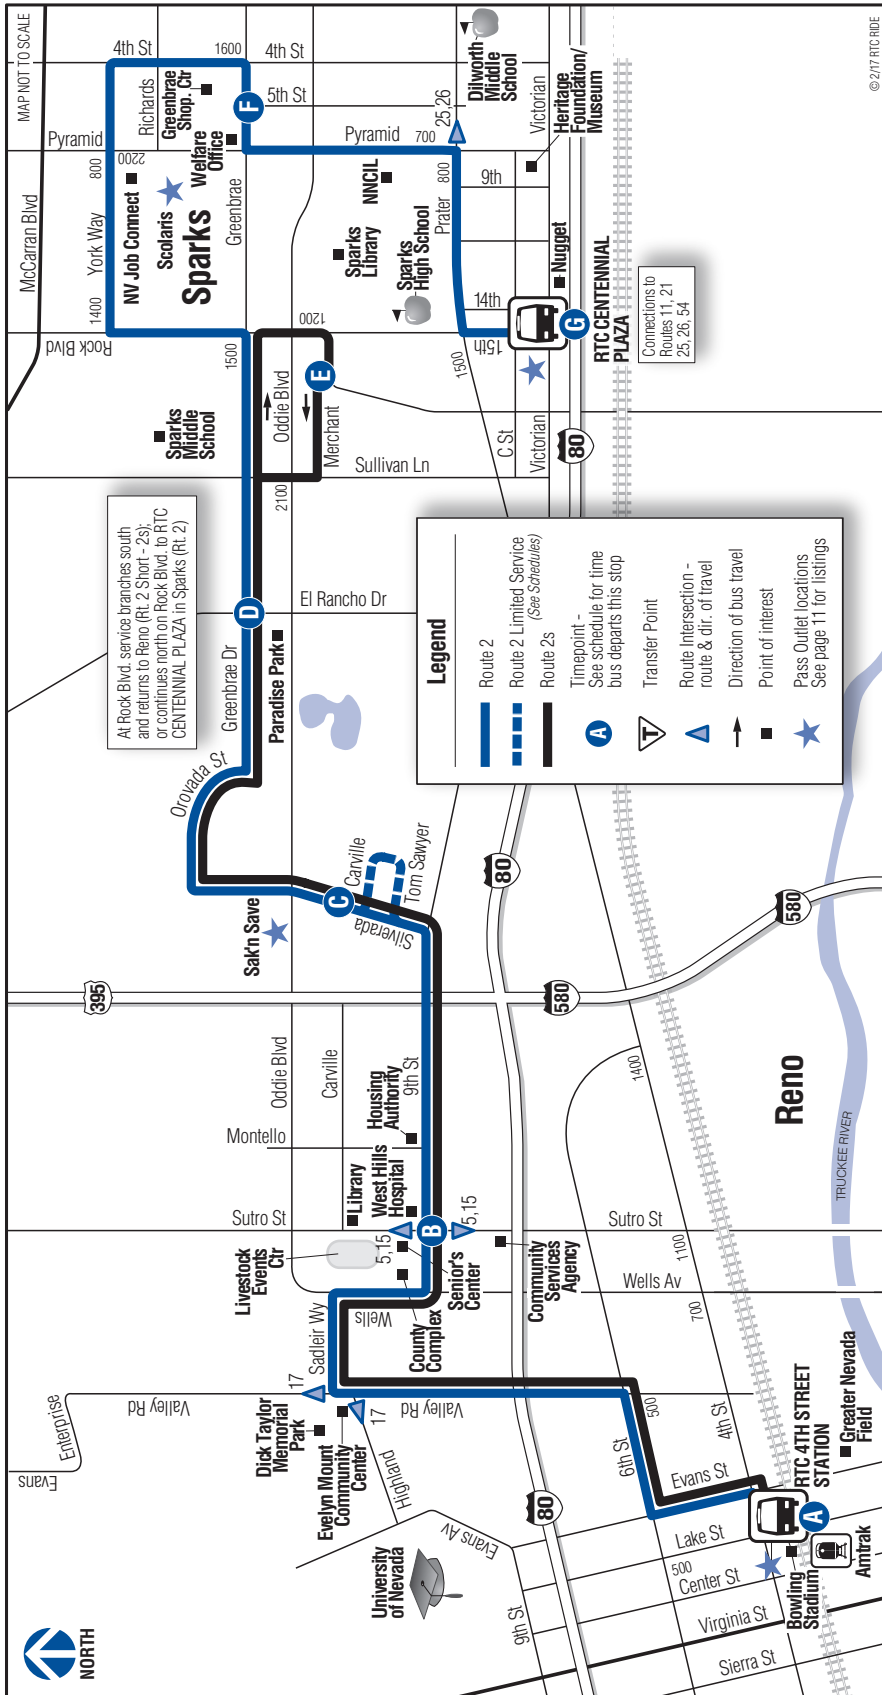 MAP NOT TO SCALE
© 2/17 RTC RIDE
NORTH
McCarran Blvd
4th St
1600
4th St
Richards
Greenbrae
Shop. Ctr
5th St
F
Pyramid
800
2200
Welfare
Office
Pyramid
700
25,26
Dilworth
Middle
School
Victorian
Heritage
Foundation/
Museum
York Way
NV Job Connect
Scolaris
Sparks
Greenbrae
NNCIL
800
Prater
9th
Sparks
Library
Sparks
High School
14th
Nugget
1400
Rock Blvd
1500
1200
1500
15th
G
RTC CENTENNIAL
PLAZA
Connections to
Routes 11, 21
25, 26, 54
E
Oddie Blvd
Merchant
Sparks
Middle
School
Sullivan Ln
2100
C St
Victorian
80
At Rock Blvd. service branches south
and returns to Reno (Rt. 2 Short - 2s);
or continues north on Rock Blvd. to RTC
CENTENNIAL PLAZA in Sparks (Rt. 2)
D
El Rancho Dr
Greenbrae Dr
Paradise Park
Orovada St
Legend
Route 2
Route 2 Limited Service
(See Schedules)
Route 2s
A
Timepoint -
See schedule for time
bus departs this stop
T
Transfer Point
Route Intersection -
route & dir. of travel
Direction of bus travel
Point of interest
Pass Outlet locations
See page 11 for listings
Carville
Tom Sawyer
C
Silverada
Sak'n Save
80
580
395
580
Oddie Blvd
Carville
9th St
Housing
Authority
Montello
1400
Reno
TRUCKEE RIVER
Library
West Hills
Hospital
Sutro St
B
5,15
5,15
Sutro St
1100
Livestock
Events
Ctr
Senior's
Center
Community
Services
Agency
County
Complex
Wells Av
700
Sadleir Wy
Wells
17
Valley Rd
17
Valley Rd
500
4th St
Enterprise
Evans
Dick Taylor
Memorial
Park
Evelyn Mount
Community
Center
Highland
6th St
Evans St
RTC 4TH STREET
STATION
Greater Nevada
Field
A
80
Evans Av
Lake St
University
of Nevada
500
Center St
Bowling
Stadium
Amtrak
9th St
Virginia St
Sierra St